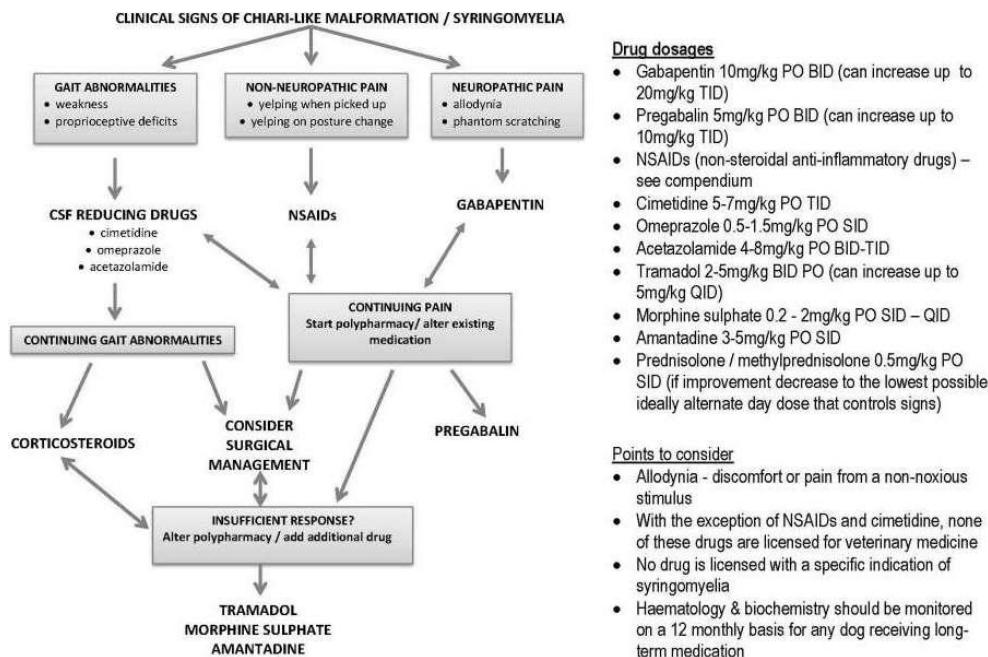 CLINICAL SIGNS OF CHIARI-LIKE MALFORMATION / SYRINGOMYELIA
GAIT ABNORMALITIES
• weakness
• proprioceptive deficits
NON-NEUROPATHIC PAIN
• yelping when picked up
• yelping on posture change
NEUROPATHIC PAIN
• allodynia
• phantom scratching
CSF REDUCING DRUGS
• cimetidine
• omeprazole
• acetazolamide
NSAIDs
GABAPENTIN
CONTINUING PAIN
Start polypharmacy/ alter existing
medication
CONTINUING GAIT ABNORMALITIES
CORTICOSTEROIDS
CONSIDER
SURGICAL
MANAGEMENT
PREGABALIN
INSUFFICIENT RESPONSE?
Alter polypharmacy / add additional drug
TRAMADOL
MORPHINE SULPHATE
AMANTADINE
Drug dosages
• Gabapentin 10mg/kg PO BID (can increase up to
20mg/kg TID)
• Pregabalin 5mg/kg PO BID (can increase up to
10mg/kg TID)
• NSAIDs (non-steroidal anti-inflammatory drugs) –
see compendium
• Cimetidine 5-7mg/kg PO TID
• Omeprazole 0.5-1.5mg/kg PO SID
• Acetazolamide 4-8mg/kg PO BID-TID
• Tramadol 2-5mg/kg BID PO (can increase up to
5mg/kg QID)
• Morphine sulphate 0.2 - 2mg/kg PO SID – QID
• Amantadine 3-5mg/kg PO SID
• Prednisolone / methylprednisolone 0.5mg/kg PO
SID (if improvement decrease to the lowest possible
ideally alternate day dose that controls signs)
Points to consider
• Allodynia - discomfort or pain from a non-noxious
stimulus
• With the exception of NSAIDs and cimetidine, none
of these drugs are licensed for veterinary medicine
• No drug is licensed with a specific indication of
syringomyelia
• Haematology & biochemistry should be monitored
on a 12 monthly basis for any dog receiving long-
term medication